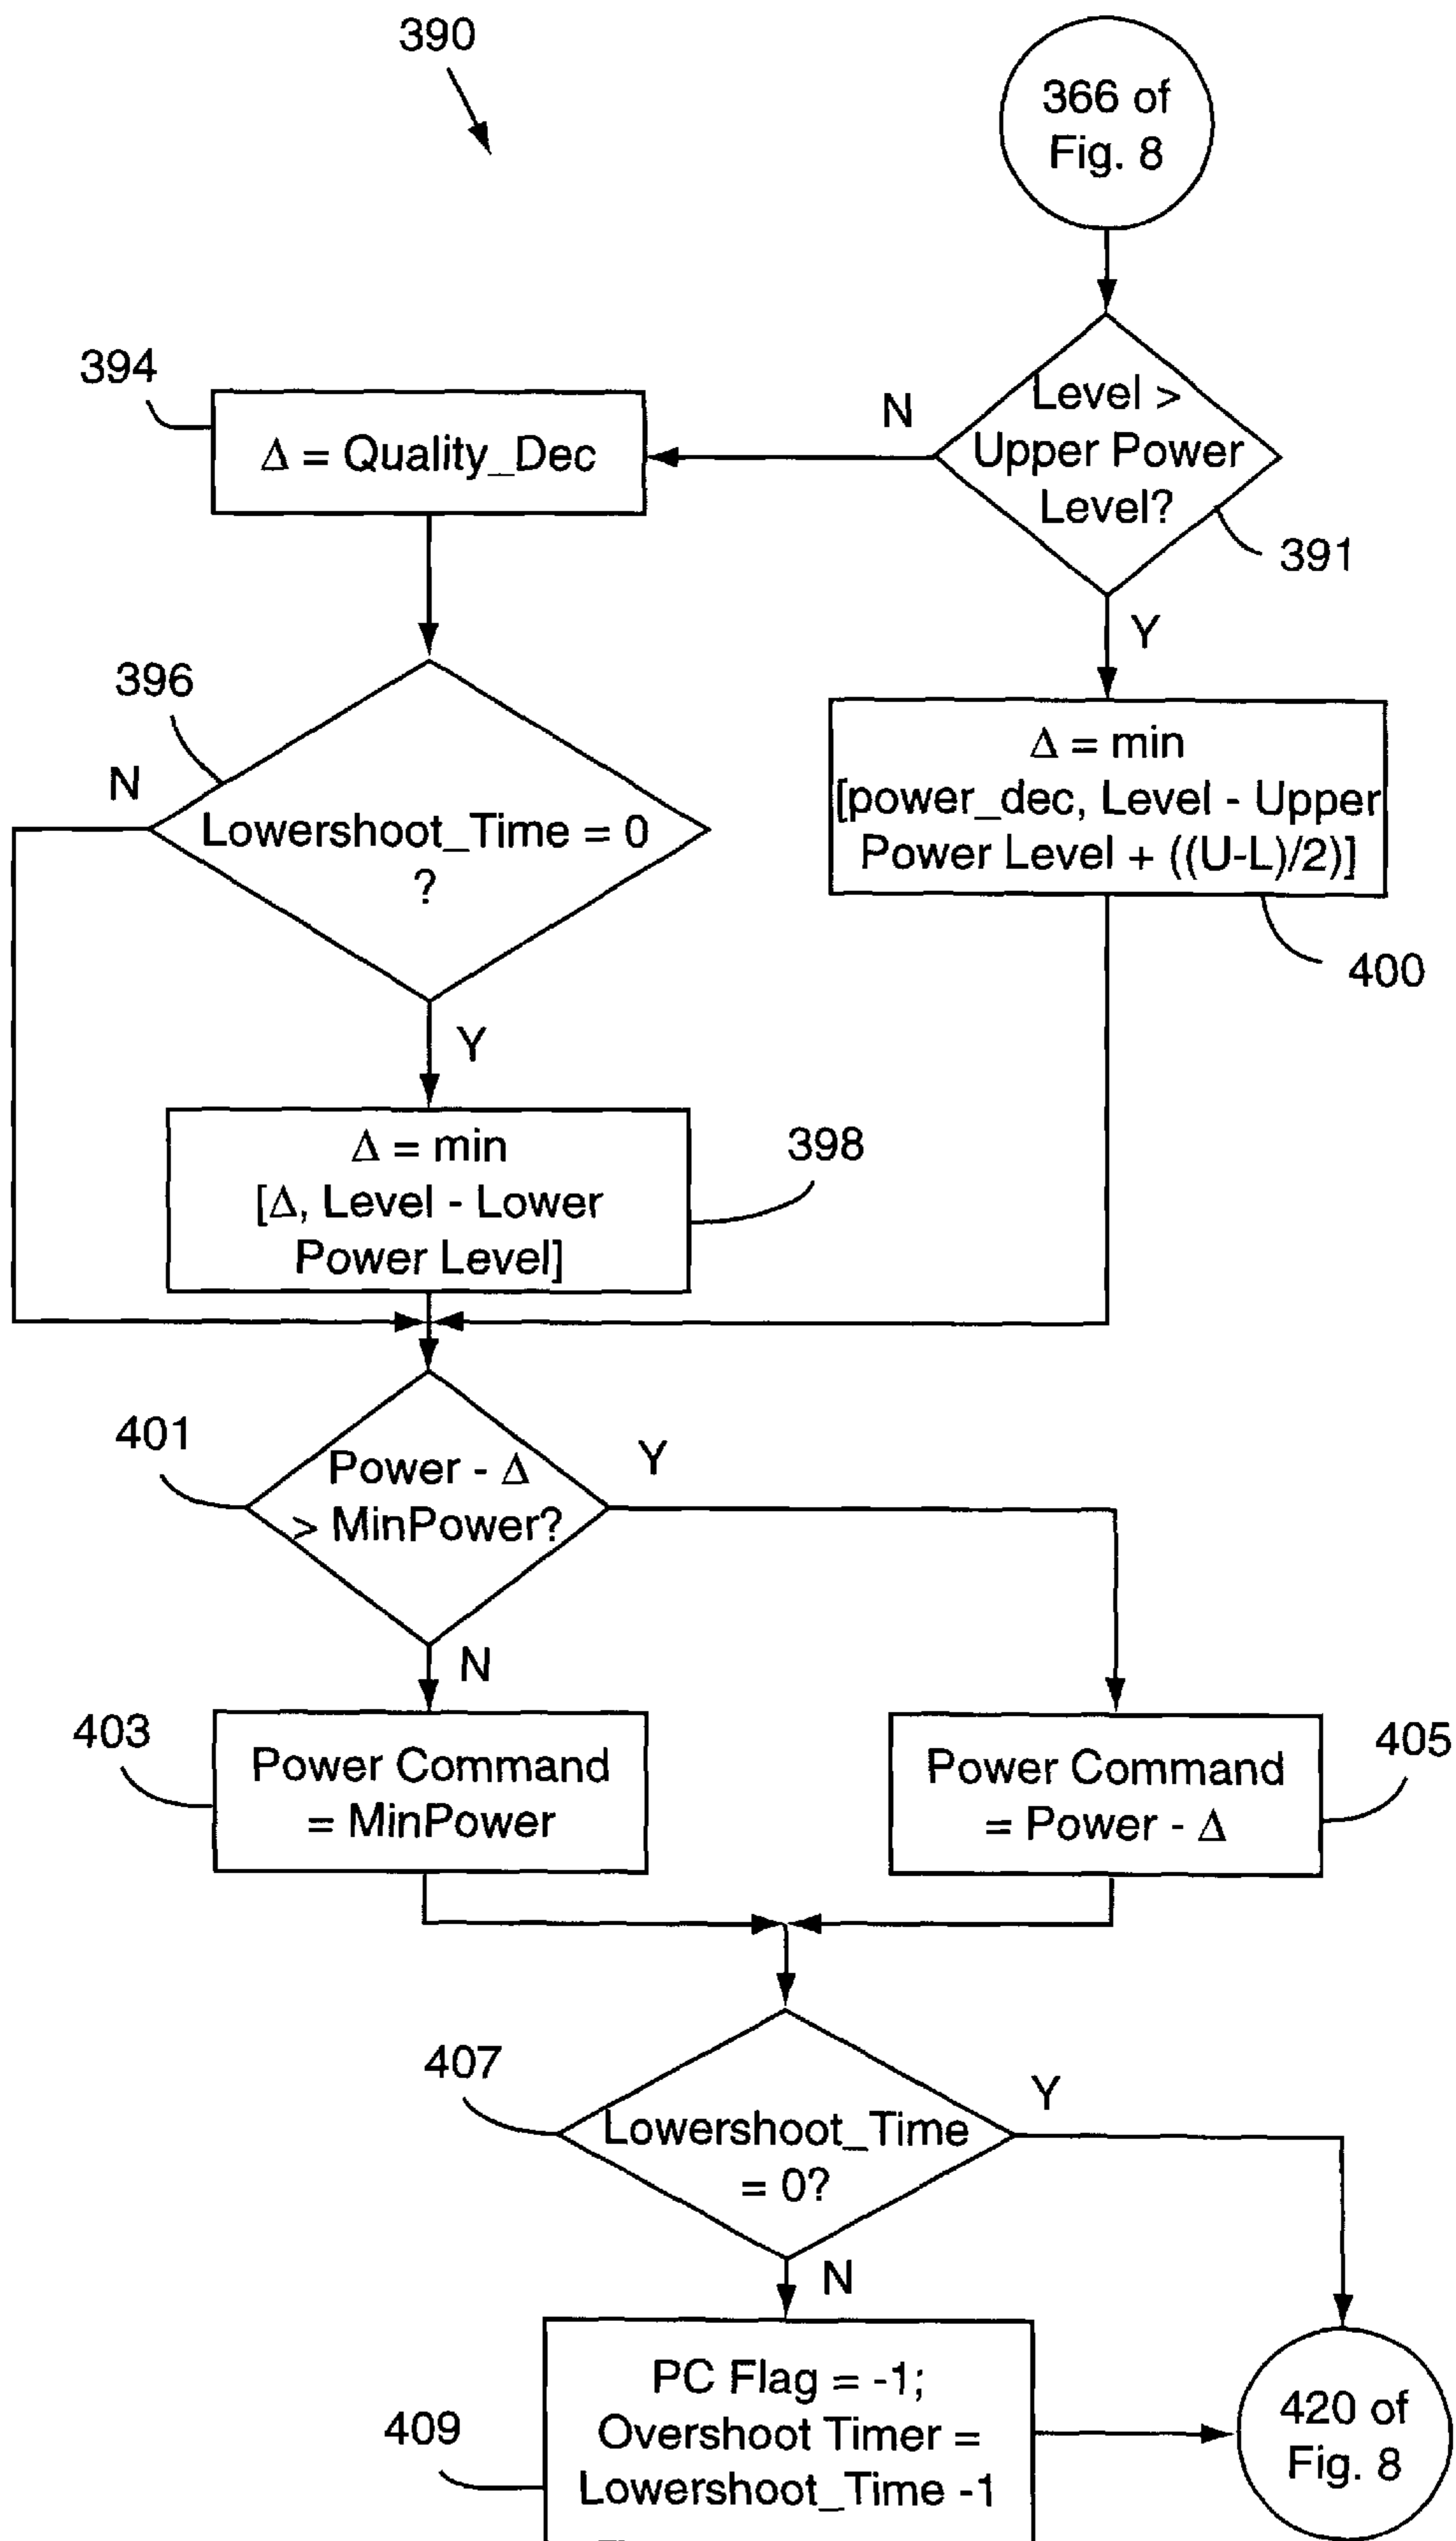 390
366 of
Fig. 8
394
Δ = Quality_Dec
N
Level >
Upper Power
Level?
391
Y
396
N
Lowershoot_Time = 0
?
Δ = min
[power_dec, Level - Upper
Power Level + ((U-L)/2)]
400
Y
Δ = min
[Δ, Level - Lower
Power Level]
398
401
Power - Δ
> MinPower?
Y
N
403
Power Command
= MinPower
Power Command
= Power - Δ
405
407
Lowershoot_Time
= 0?
Y
N
409
PC Flag = -1;
Overshoot Timer =
Lowershoot_Time -1
420 of
Fig. 8